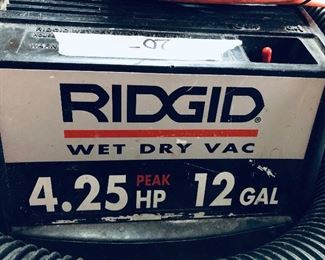 RIDGID
WET DRY VAC
4.25 PEAK HP 12 GAL